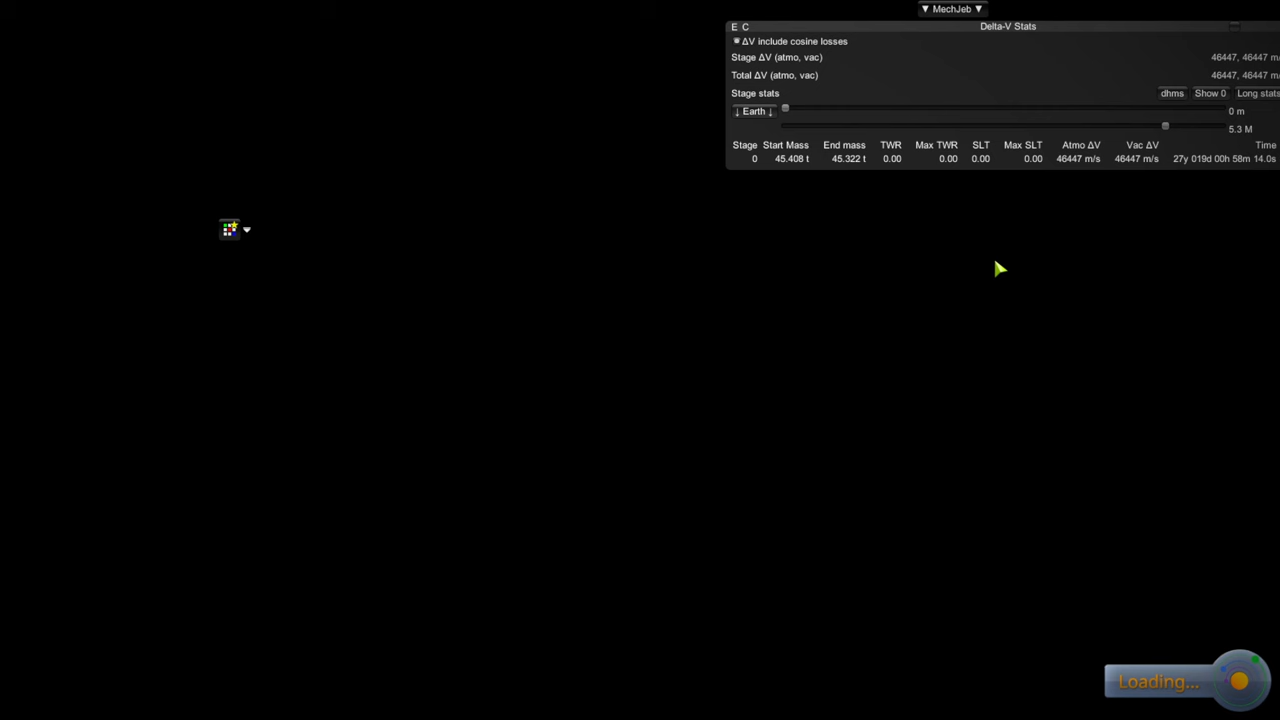 ▼ MechJeb ▼
E C Delta-V Stats
ΔV include cosine losses
Stage ΔV (atmo, vac) 46447, 46447 m/
Total ΔV (atmo, vac) 46447, 46447 m/
Stage stats dhms Show 0 Long stats
↓ Earth ↓ 0 m
5.3 M
Stage Start Mass End mass TWR Max TWR SLT Max SLT Atmo ΔV Vac ΔV Time
0 45.408 t 45.322 t 0.00 0.00 0.00 0.00 46447 m/s 46447 m/s 27y 019d 00h 58m 14.0s
Loading...